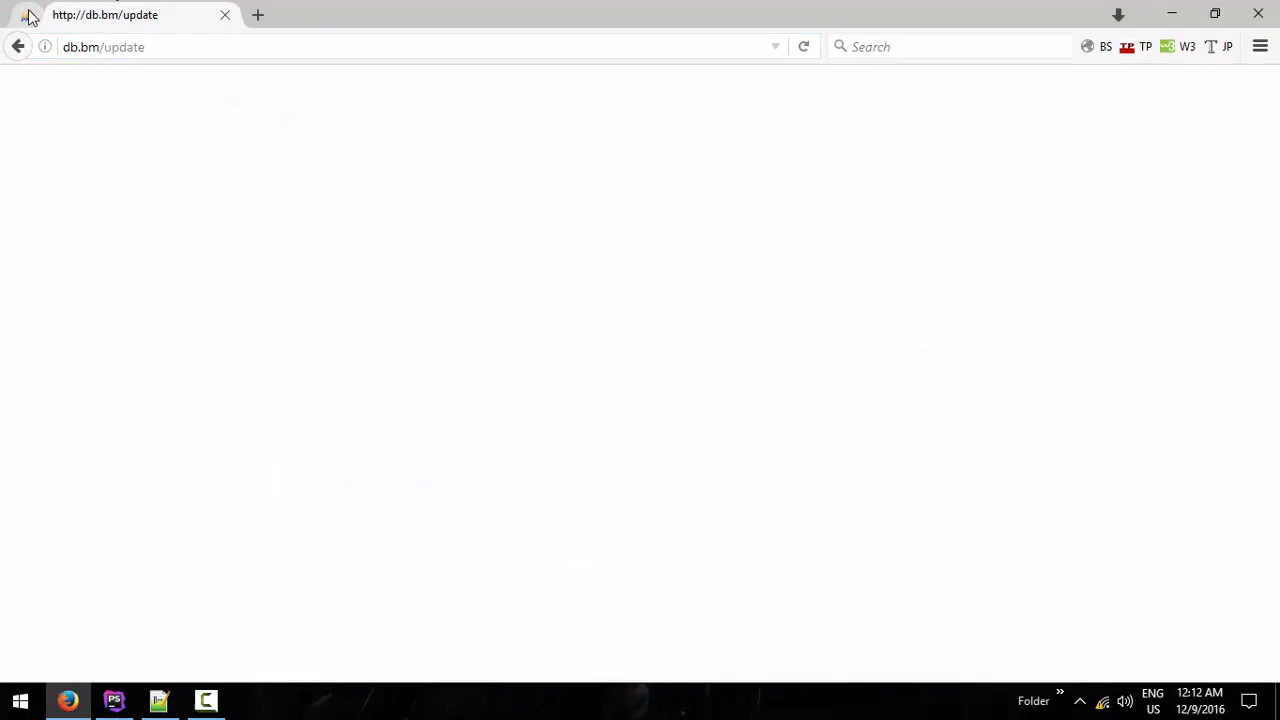 http://db.bm/update
db.bm/update
Search
BS
TP
W3
JP
Folder
ENG
US
12:12 AM
12/9/2016